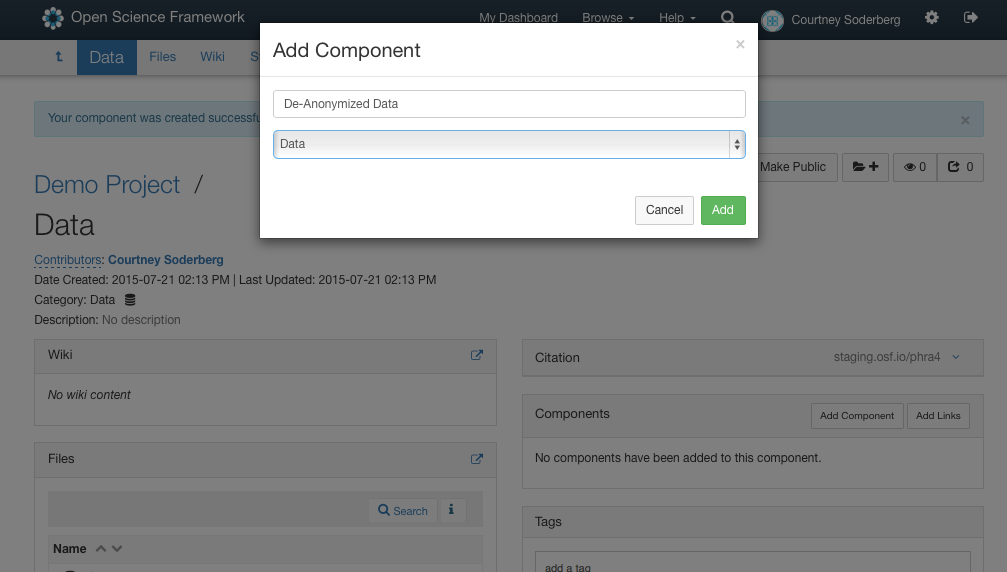 Open Science Framework My Dashboard Browse Help Courtney Soderberg
Data Files Wiki S
Add Component ×
De-Anonymized Data
Data
Cancel Add
Your component was created successfu ×
Make Public 0 0
Demo Project /
Data
Contributors: Courtney Soderberg
Date Created: 2015-07-21 02:13 PM | Last Updated: 2015-07-21 02:13 PM
Category: Data
Description: No description
Wiki
No wiki content
Files
Search
Name
Citation staging.osf.io/phra4
Components Add Component Add Links
No components have been added to this component.
Tags
add a tag